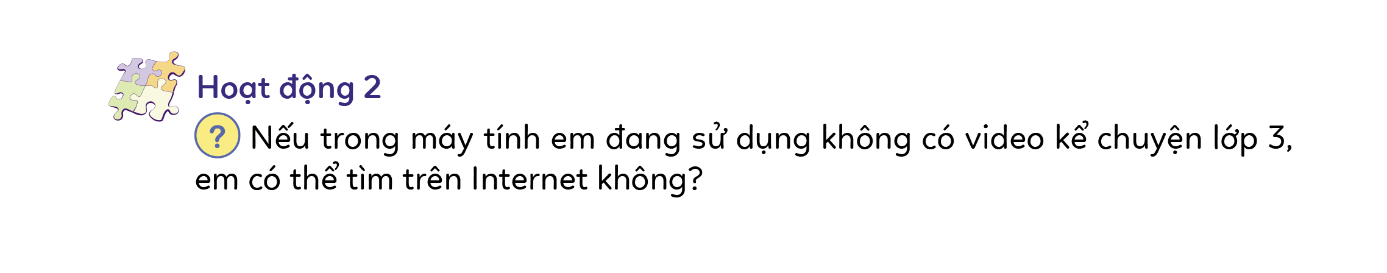 Hoạt động 2
? Nếu trong máy tính em đang sử dụng không có video kể chuyện lớp 3,
em có thể tìm trên Internet không?